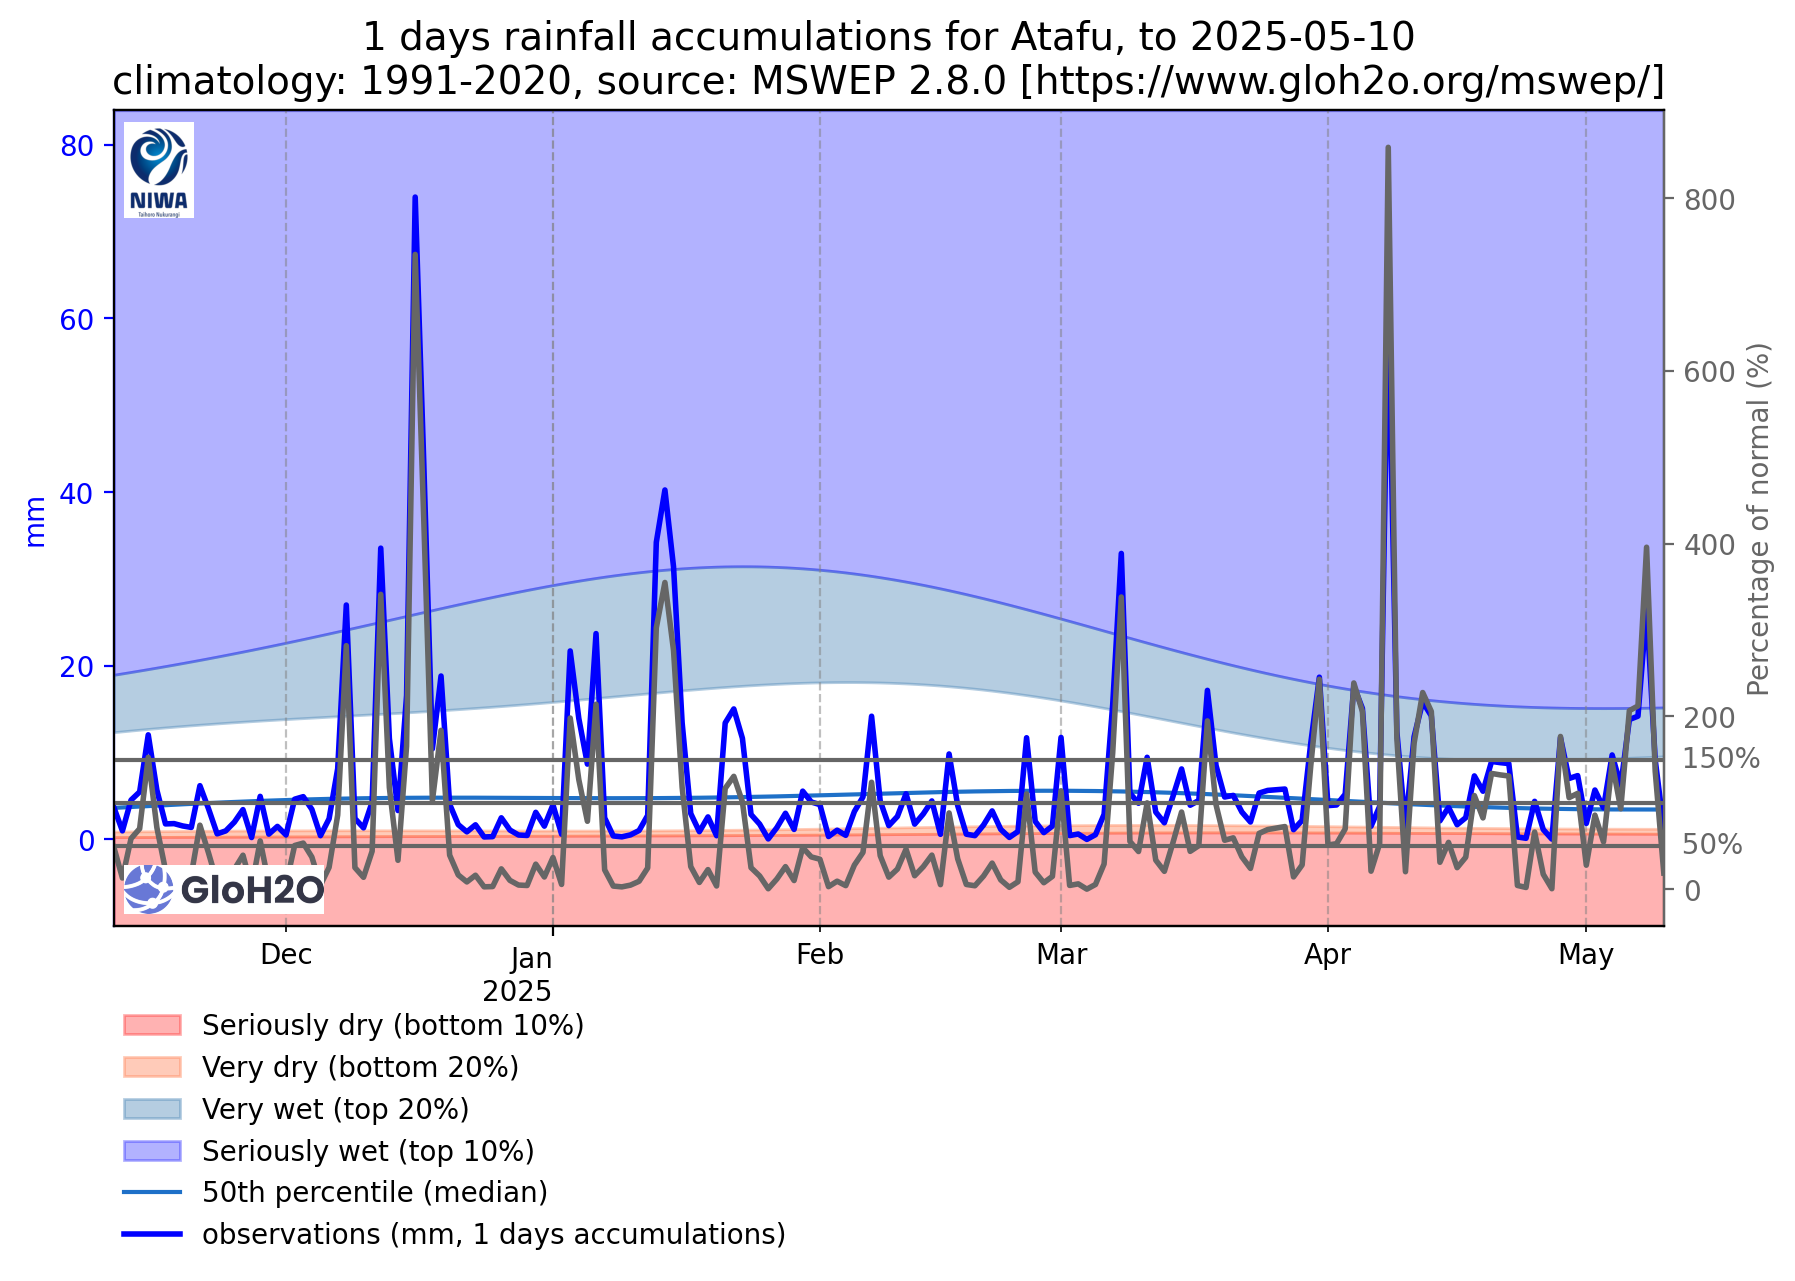 1 days rainfall accumulations for Atafu, to 2025-05-10
climatology: 1991-2020, source: MSWEP 2.8.0 [https://www.gloh2o.org/mswep/]
80
60
40
20
0
mm
NIWA
Taihoro Nukurangi
GloH2O
800
600
400
200
150%
50%
0
Percentage of normal (%)
Dec
Jan
2025
Feb
Mar
Apr
May
Seriously dry (bottom 10%)
Very dry (bottom 20%)
Very wet (top 20%)
Seriously wet (top 10%)
50th percentile (median)
observations (mm, 1 days accumulations)